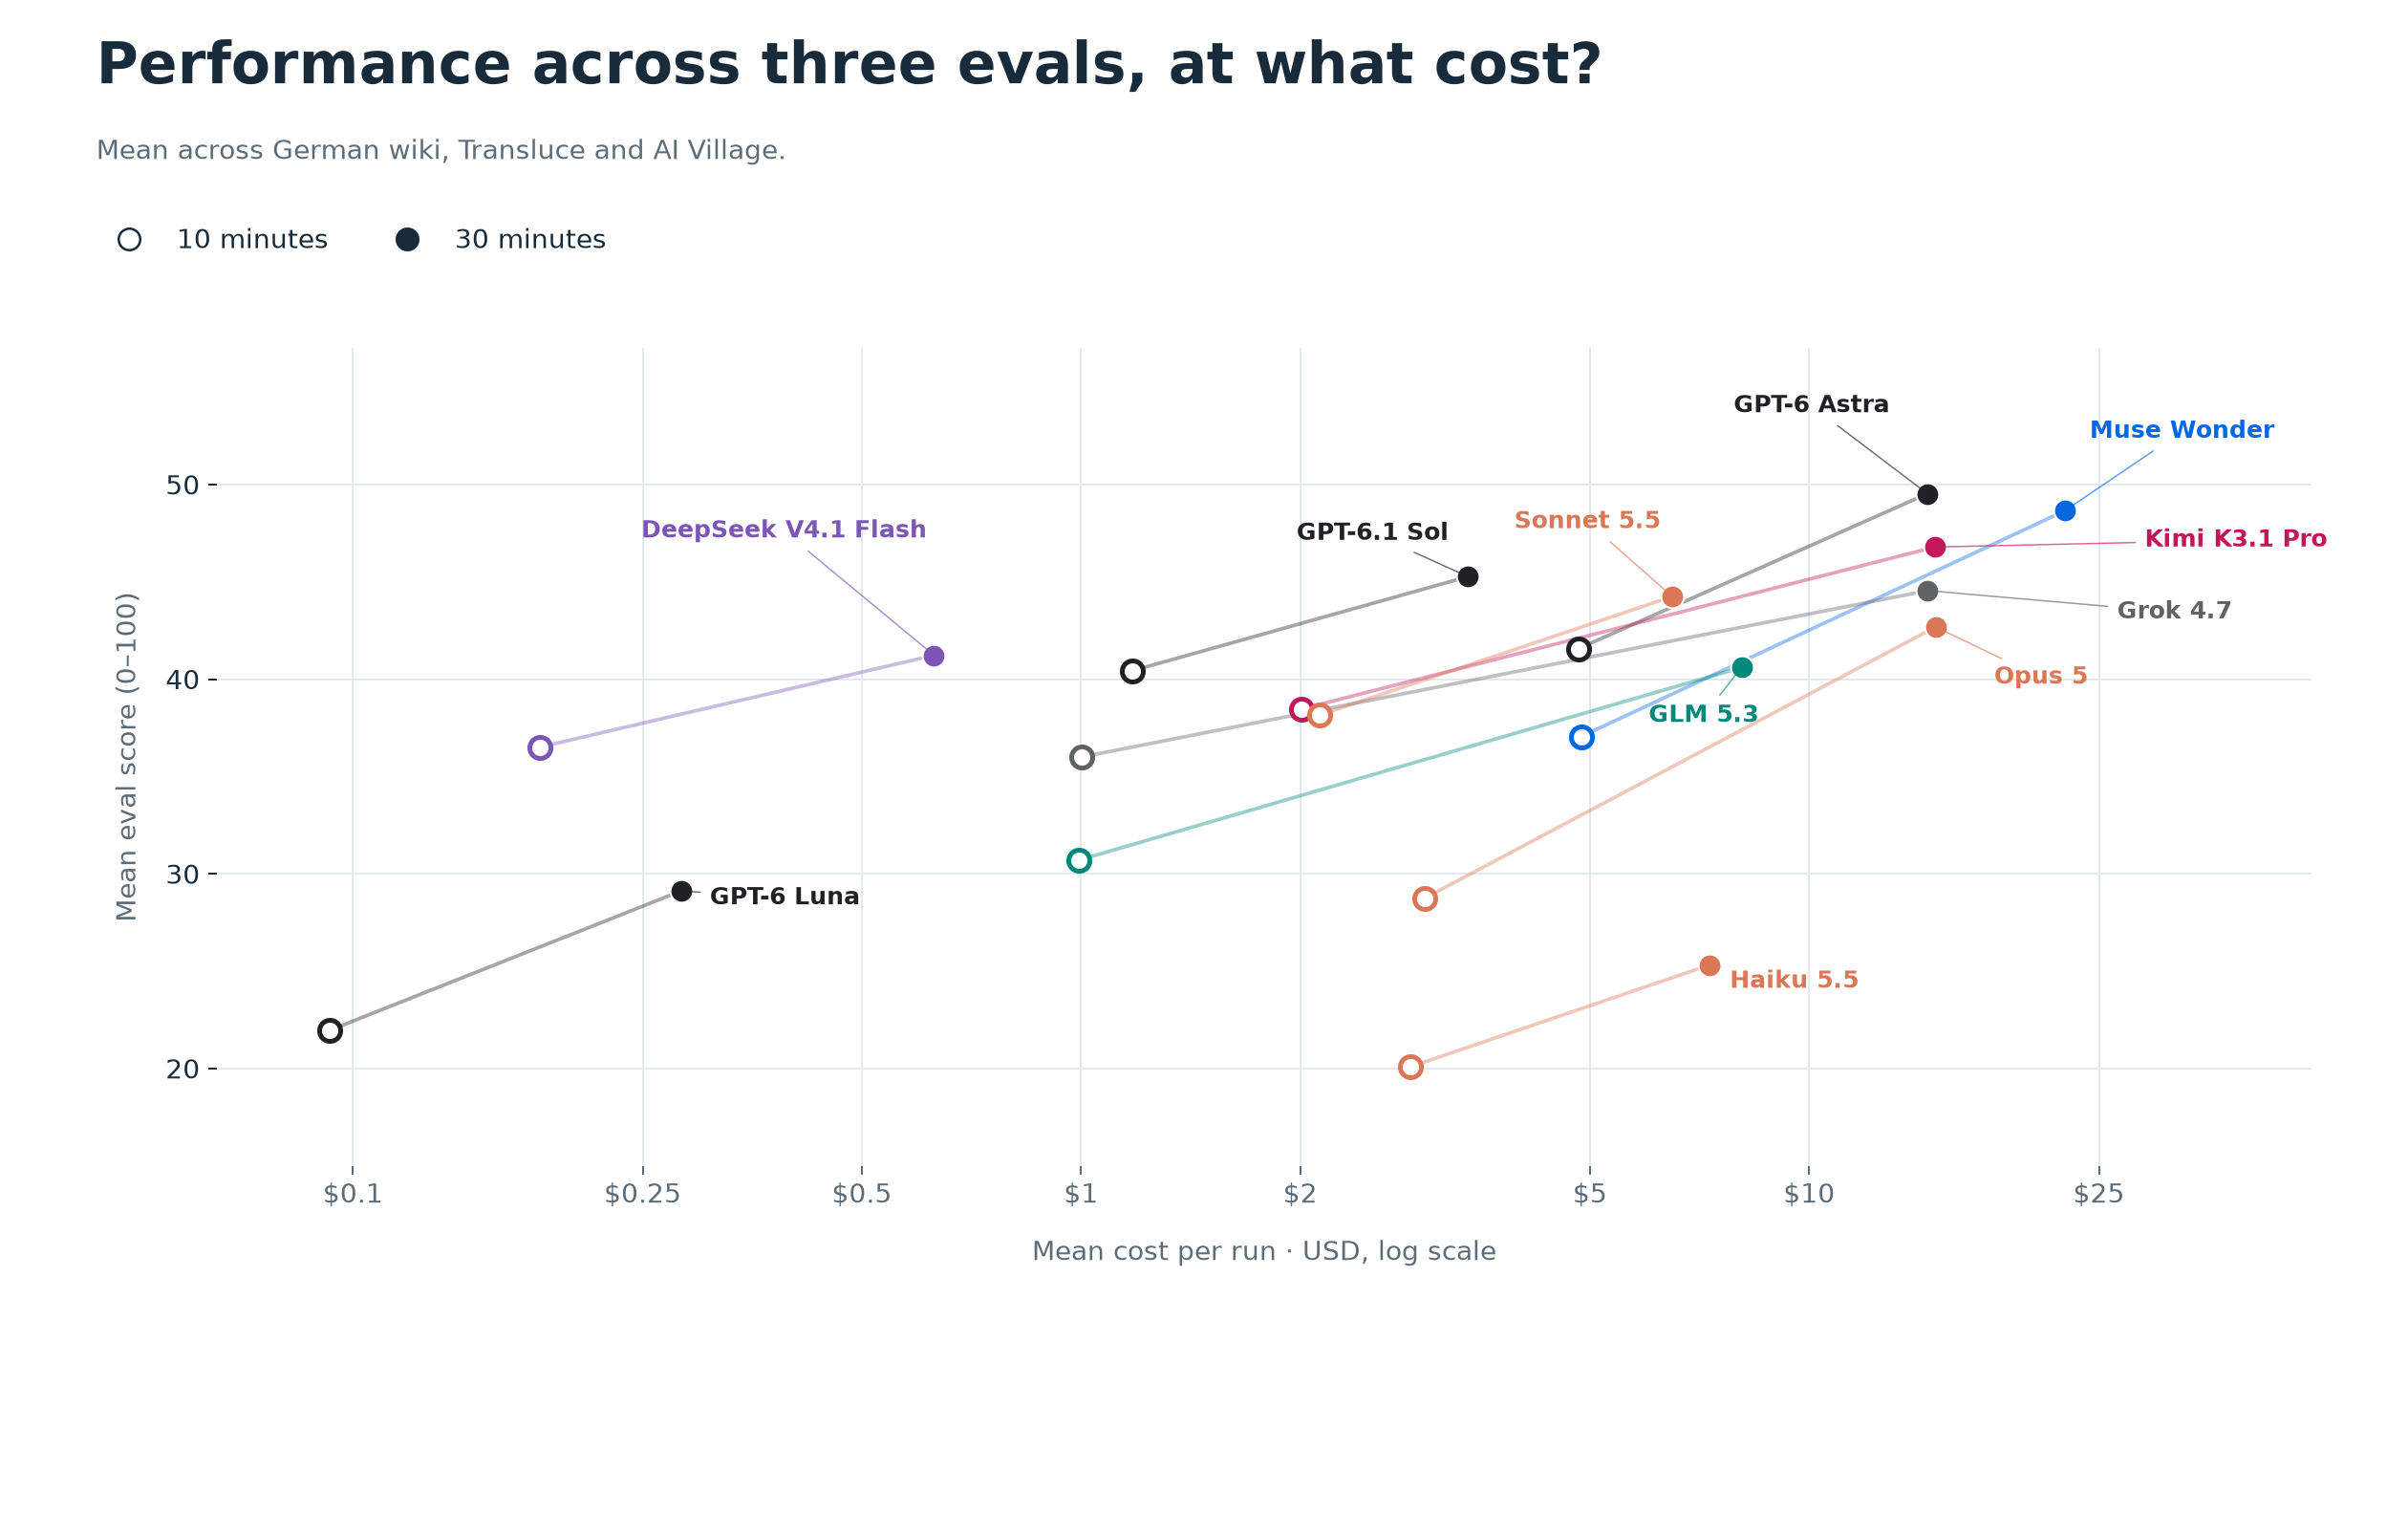 Performance across three evals, at what cost?
Mean across German wiki, Transluce and AI Village.
10 minutes
30 minutes
GPT-6 Astra
Muse Wonder
DeepSeek V4.1 Flash
GPT-6.1 Sol
Sonnet 5.5
Kimi K3.1 Pro
Grok 4.7
Opus 5
GLM 5.3
GPT-6 Luna
Haiku 5.5
Mean eval score (0–100)
50
40
30
20
$0.1
$0.25
$0.5
$1
$2
$5
$10
$25
Mean cost per run · USD, log scale